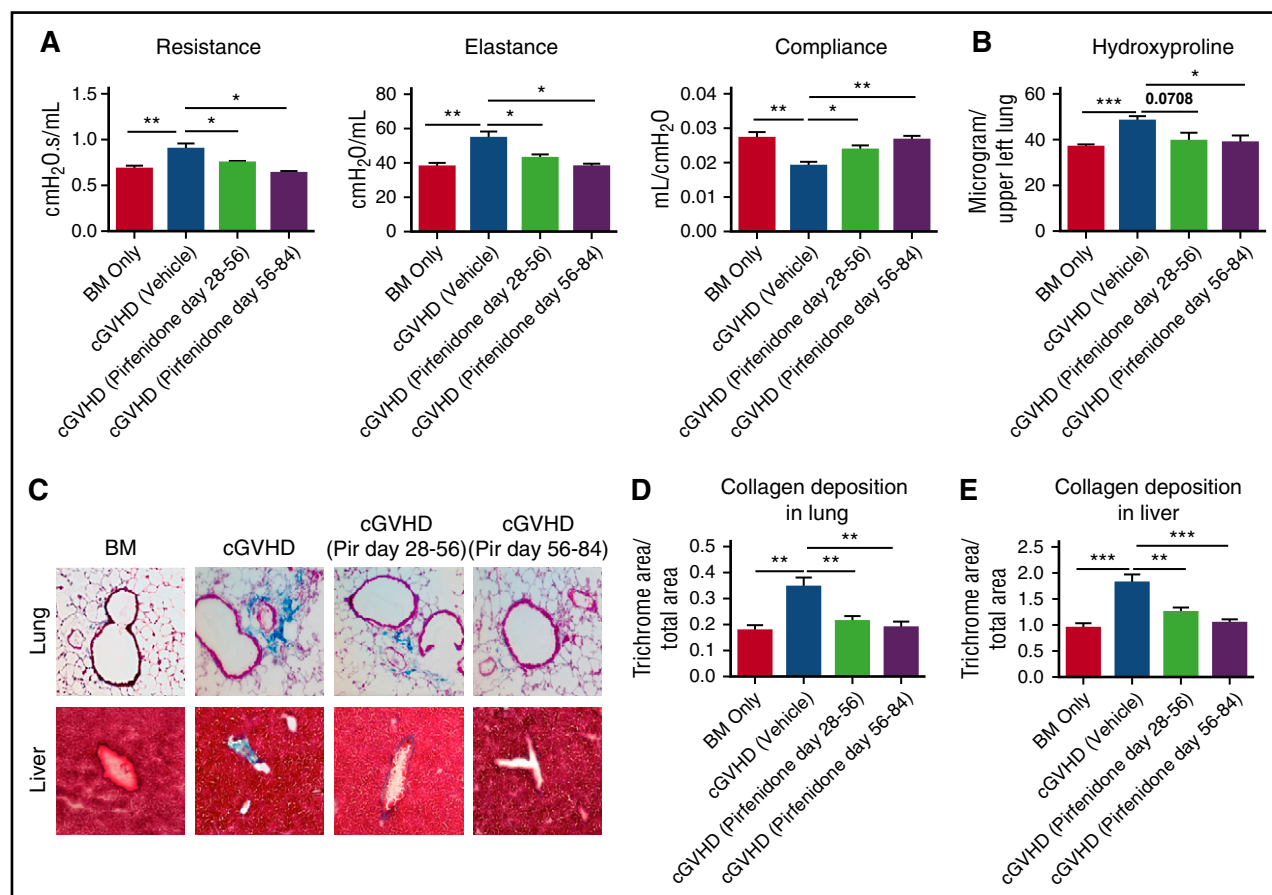 A
Resistance
cmH₂O.s/mL
1.5
1.0
0.5
0.0
**
*
*
BM Only
cGVHD (Vehicle)
cGVHD (Pirfenidone day 28-56)
cGVHD (Pirfenidone day 56-84)
Elastance
cmH₂O/mL
80
60
40
20
0
**
*
*
BM Only
cGVHD (Vehicle)
cGVHD (Pirfenidone day 28-56)
cGVHD (Pirfenidone day 56-84)
Compliance
mL/cmH₂O
0.04
0.03
0.02
0.01
0.00
**
*
**
BM Only
cGVHD (Vehicle)
cGVHD (Pirfenidone day 28-56)
cGVHD (Pirfenidone day 56-84)
B
Hydroxyproline
Microgram/
upper left lung
60
40
20
0
***
0.0708
*
BM Only
cGVHD (Vehicle)
cGVHD (Pirfenidone day 28-56)
cGVHD (Pirfenidone day 56-84)
C
BM
cGVHD
cGVHD
(Pir day 28-56)
cGVHD
(Pir day 56-84)
Lung
Liver
D
Collagen deposition
in lung
Trichrome area/
total area
0.5
0.4
0.3
0.2
0.1
0.0
**
**
**
BM Only
cGVHD (Vehicle)
cGVHD (Pirfenidone day 28-56)
cGVHD (Pirfenidone day 56-84)
E
Collagen deposition
in liver
Trichrome area/
total area
2.5
2.0
1.5
1.0
0.5
0.0
***
**
***
BM Only
cGVHD (Vehicle)
cGVHD (Pirfenidone day 28-56)
cGVHD (Pirfenidone day 56-84)